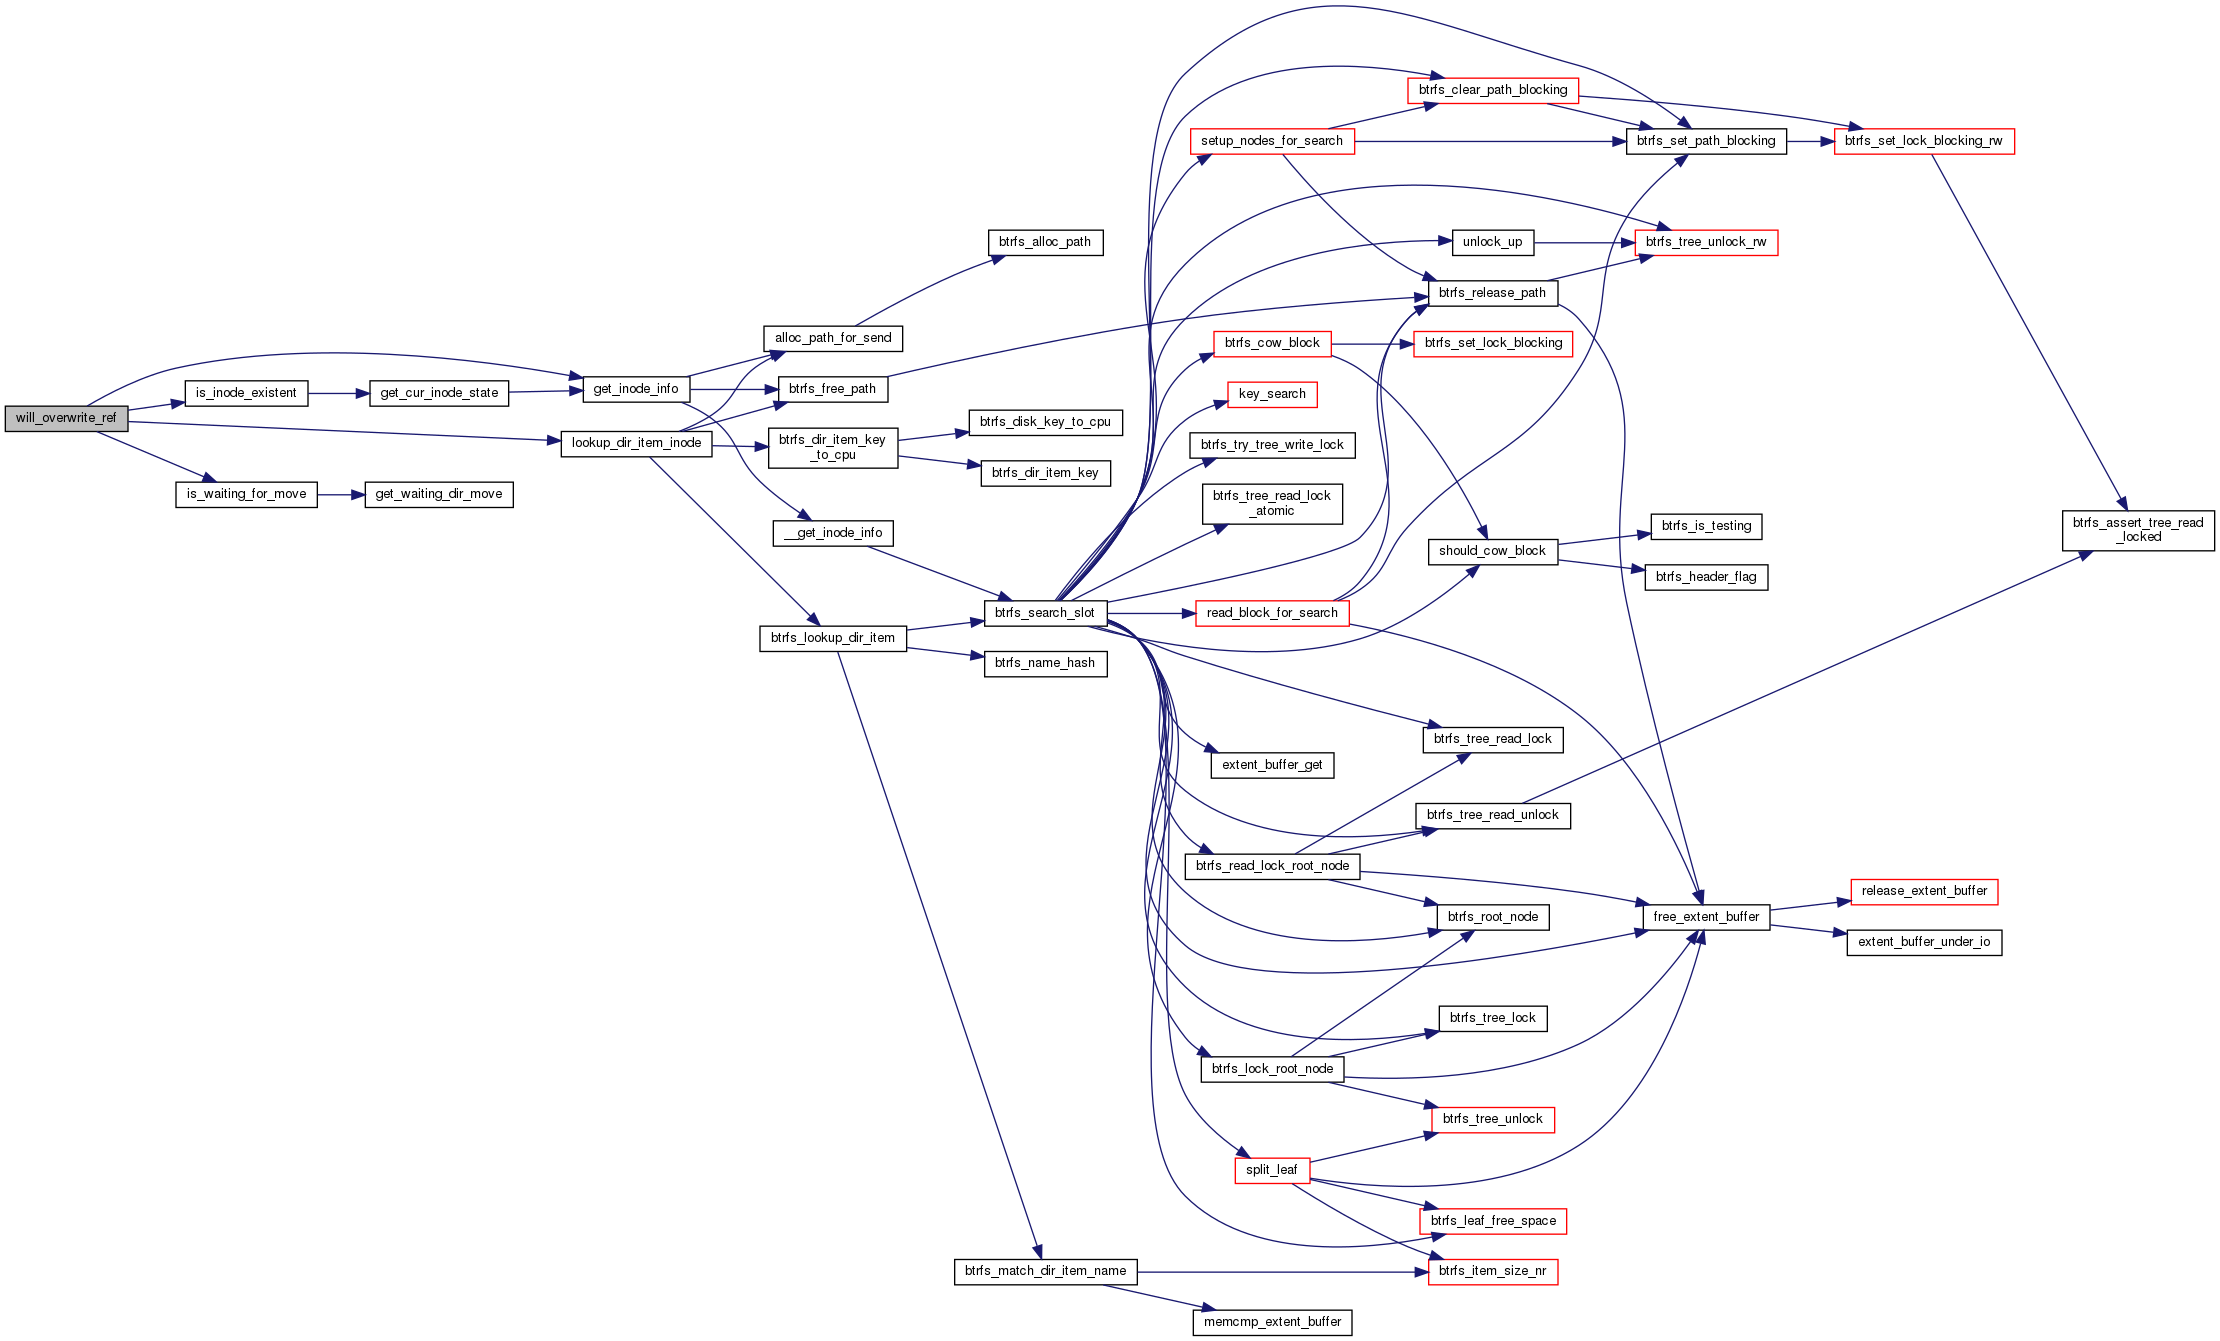 btrfs_clear_path_blocking
setup_nodes_for_search
btrfs_set_path_blocking
btrfs_set_lock_blocking_rw
btrfs_alloc_path
unlock_up
btrfs_tree_unlock_rw
btrfs_release_path
alloc_path_for_send
btrfs_cow_block
btrfs_set_lock_blocking
will_overwrite_ref
is_inode_existent
get_cur_inode_state
get_inode_info
btrfs_free_path
key_search
lookup_dir_item_inode
btrfs_dir_item_key
_to_cpu
btrfs_disk_key_to_cpu
btrfs_dir_item_key
btrfs_try_tree_write_lock
is_waiting_for_move
get_waiting_dir_move
btrfs_tree_read_lock
_atomic
__get_inode_info
should_cow_block
btrfs_is_testing
btrfs_header_flag
btrfs_assert_tree_read
_locked
btrfs_search_slot
read_block_for_search
btrfs_lookup_dir_item
btrfs_name_hash
btrfs_tree_read_lock
extent_buffer_get
btrfs_tree_read_unlock
btrfs_read_lock_root_node
btrfs_root_node
free_extent_buffer
release_extent_buffer
extent_buffer_under_io
btrfs_tree_lock
btrfs_lock_root_node
btrfs_tree_unlock
split_leaf
btrfs_leaf_free_space
btrfs_match_dir_item_name
btrfs_item_size_nr
memcmp_extent_buffer